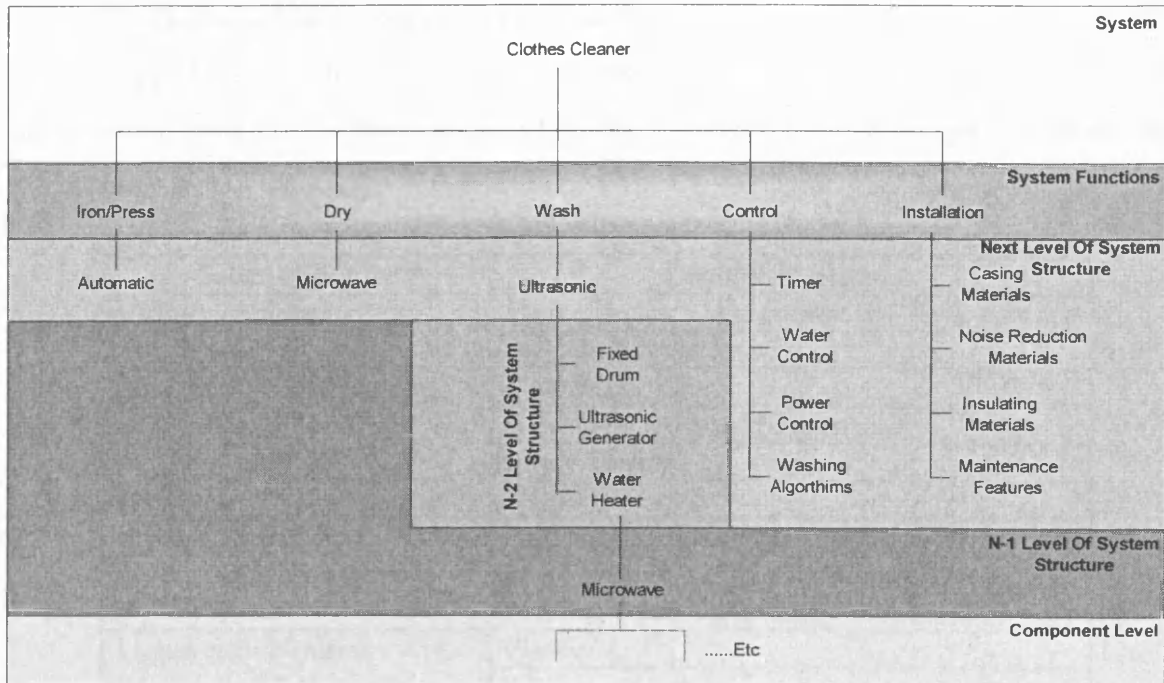 System
Clothes Cleaner
System Functions
Iron/Press
Dry
Wash
Control
Installation
Next Level Of System
Structure
Automatic
Microwave
Ultrasonic
Timer
Casing
Materials
N-2 Level Of System
Structure
Fixed
Drum
Water
Control
Noise Reduction
Materials
Ultrasonic
Generator
Power
Control
Insulating
Materials
Water
Heater
Washing
Algorthims
Maintenance
Features
N-1 Level Of System
Structure
Microwave
Component Level
......Etc